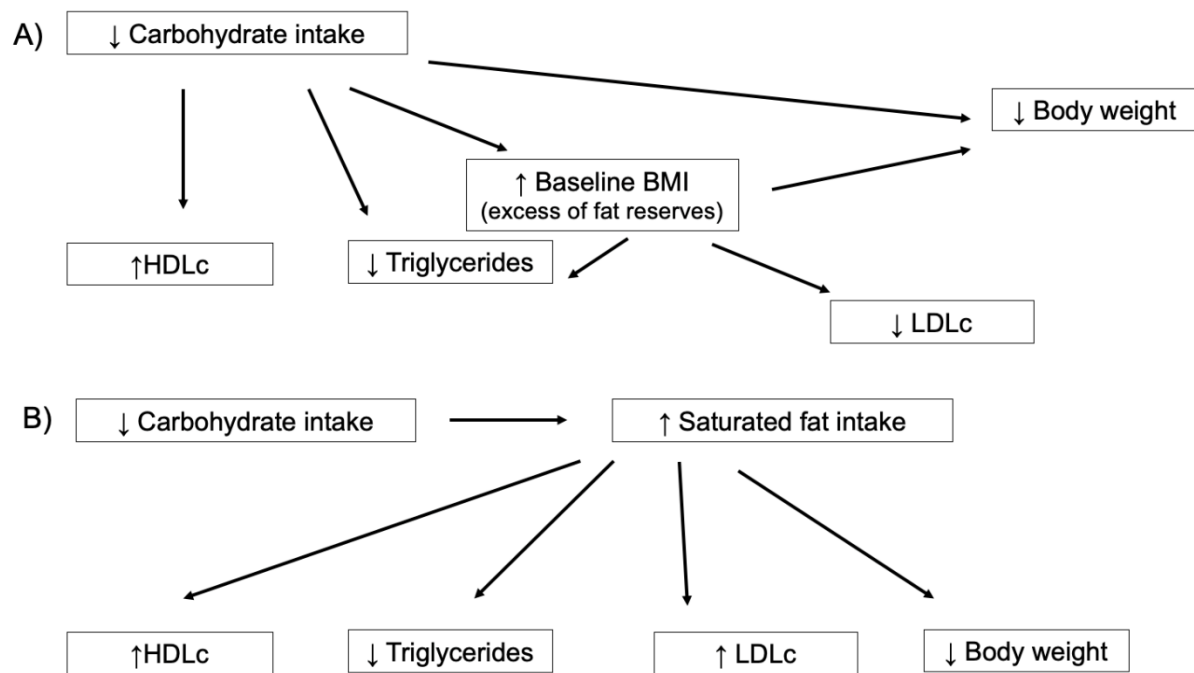 A)
↓ Carbohydrate intake
↓ Body weight
↑ Baseline BMI
(excess of fat reserves)
↑HDLc
↓ Triglycerides
↓ LDLc
B)
↓ Carbohydrate intake
↑ Saturated fat intake
↑HDLc
↓ Triglycerides
↑ LDLc
↓ Body weight